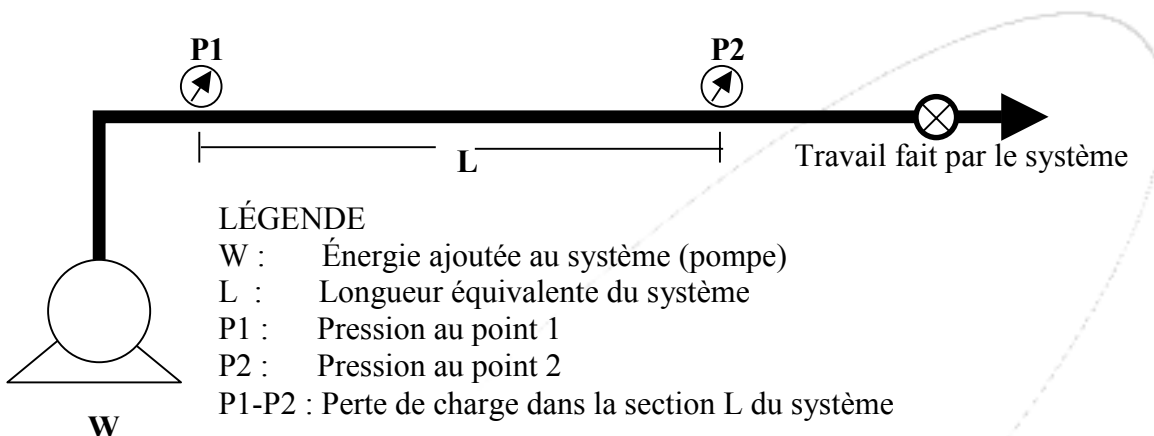 P1 P2
L
Travail fait par le système
LÉGENDE
W : Énergie ajoutée au système (pompe)
L : Longueur équivalente du système
P1 : Pression au point 1
P2 : Pression au point 2
P1-P2 : Perte de charge dans la section L du système
W